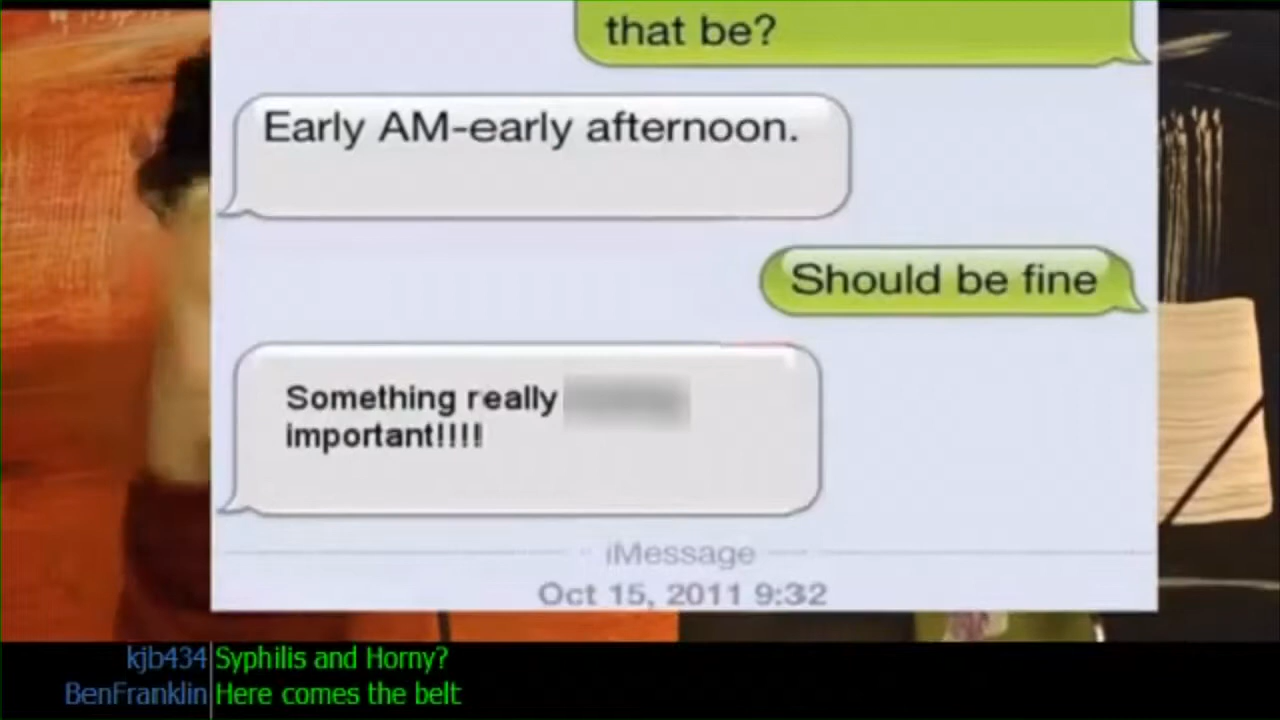 that be?
Early AM-early afternoon.
Should be fine
Something really
important!!!!
iMessage
Oct 15, 2011 9:32
kjb434 Syphilis and Horny?
BenFranklin Here comes the belt